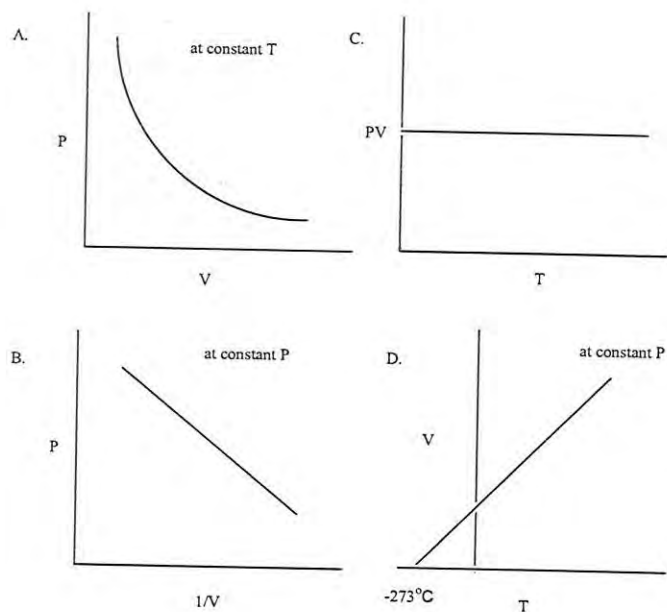 A.
at constant T
P
V
C.
PV
T
B.
at constant P
P
1/V
D.
at constant P
V
-273°C
T